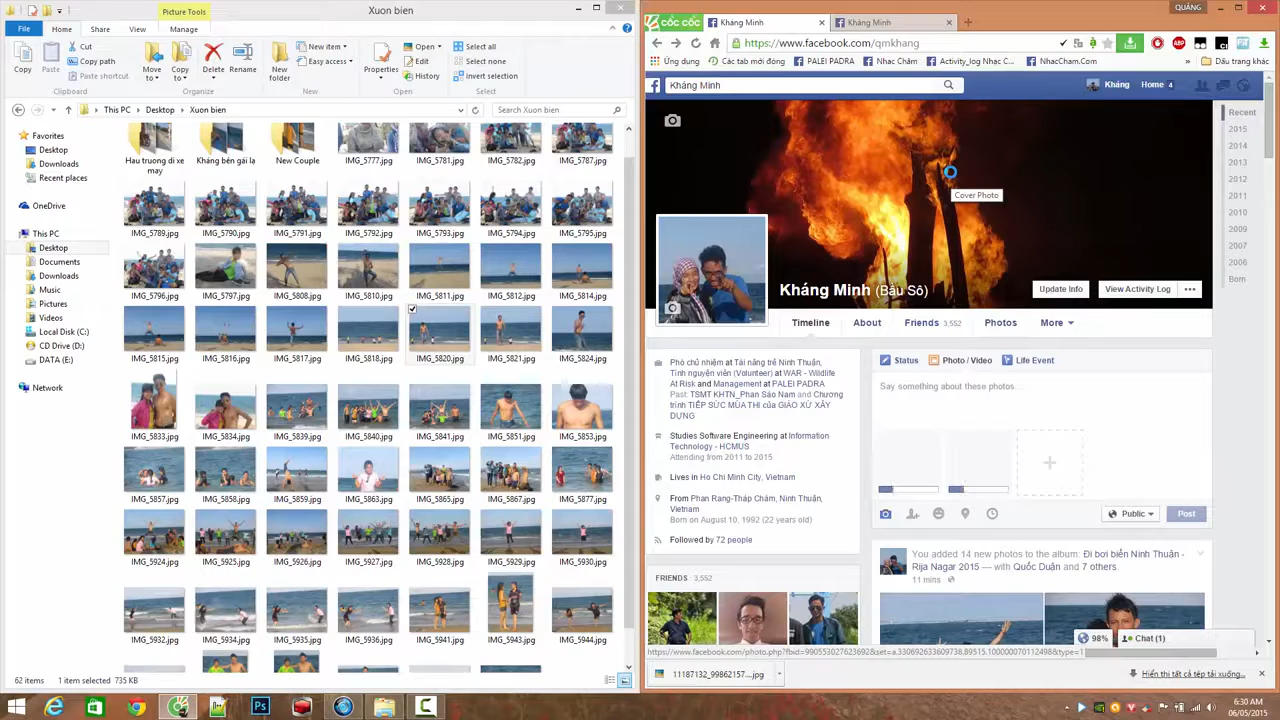 Picture Tools
Xuon bien
File
Home
Share
View
Manage
Copy
Paste
Cut
Copy path
Paste shortcut
Move to
Copy to
Delete
Rename
New folder
New item
Easy access
Properties
Open
Edit
History
Select all
Select none
Invert selection
Clipboard
Organize
New
Open
Select
This PC
Desktop
Xuon bien
Search Xuon bien
Favorites
Desktop
Downloads
Recent places
OneDrive
This PC
Desktop
Documents
Downloads
Music
Pictures
Videos
Local Disk (C:)
CD Drive (D:)
DATA (E:)
Network
Hau truong di xe may
Kháng bén gái lạ
New Couple
IMG_5777.jpg
IMG_5781.jpg
IMG_5782.jpg
IMG_5787.jpg
IMG_5789.jpg
IMG_5790.jpg
IMG_5791.jpg
IMG_5792.jpg
IMG_5793.jpg
IMG_5794.jpg
IMG_5795.jpg
IMG_5796.jpg
IMG_5797.jpg
IMG_5808.jpg
IMG_5810.jpg
IMG_5811.jpg
IMG_5812.jpg
IMG_5814.jpg
IMG_5815.jpg
IMG_5816.jpg
IMG_5817.jpg
IMG_5818.jpg
IMG_5820.jpg
IMG_5821.jpg
IMG_5824.jpg
IMG_5833.jpg
IMG_5834.jpg
IMG_5839.jpg
IMG_5840.jpg
IMG_5841.jpg
IMG_5851.jpg
IMG_5853.jpg
IMG_5857.jpg
IMG_5858.jpg
IMG_5859.jpg
IMG_5863.jpg
IMG_5865.jpg
IMG_5867.jpg
IMG_5877.jpg
IMG_5924.jpg
IMG_5925.jpg
IMG_5926.jpg
IMG_5927.jpg
IMG_5928.jpg
IMG_5929.jpg
IMG_5930.jpg
IMG_5932.jpg
IMG_5934.jpg
IMG_5935.jpg
IMG_5936.jpg
IMG_5941.jpg
IMG_5943.jpg
IMG_5944.jpg
62 items
1 item selected 735 KB
CỐC CỐC
Kháng Minh
Kháng Minh
QUẢNG
https://www.facebook.com/qmkhang
Ứng dụng
Các tab mới đóng
PALEI PADRA
Nhac Chăm
Activity_log Nhạc C...
NhacCham.Com
»
Dấu trang khác
Kháng Minh
Kháng
Home 4
Cover Photo
Kháng Minh (Bâu Sô)
Update Info
View Activity Log
Timeline
About
Friends 3,552
Photos
More
Recent
2015
2014
2013
2012
2011
2010
2009
2007
2006
Born
Phó chủ nhiệm at Tài năng trẻ Ninh Thuận,
Tình nguyện viên (Volunteer) at WAR - Wildlife
At Risk and Management at PALEI PADRA
Past: TSMT KHTN_Phan Sào Nam and Chương
trình TIẾP SỨC MÙA THI của GIÁO XỨ XÂY
DỰNG
Studies Software Engineering at Information
Technology - HCMUS
Attending from 2011 to 2015
Lives in Ho Chi Minh City, Vietnam
From Phan Rang-Tháp Chàm, Ninh Thuận,
Vietnam
Born on August 10, 1992 (22 year old)
Followed by 72 people
FRIENDS · 3,552
Status
Photo / Video
Life Event
Say something about these photos...
Public
Post
You added 14 new photos to the album: Đi bơi biển Ninh Thuận -
Rija Nagar 2015 — with Quốc Duận and 7 others.
11 mins
98%
Chat (1)
https://www.facebook.com/photo.php?fbid=990553027623692&set=a.330692633609738.89515.100000070112498&type=1
11187132_99862157....jpg
Hiển thị tất cả tệp tải xuống...
6:30 AM
06/05/2015